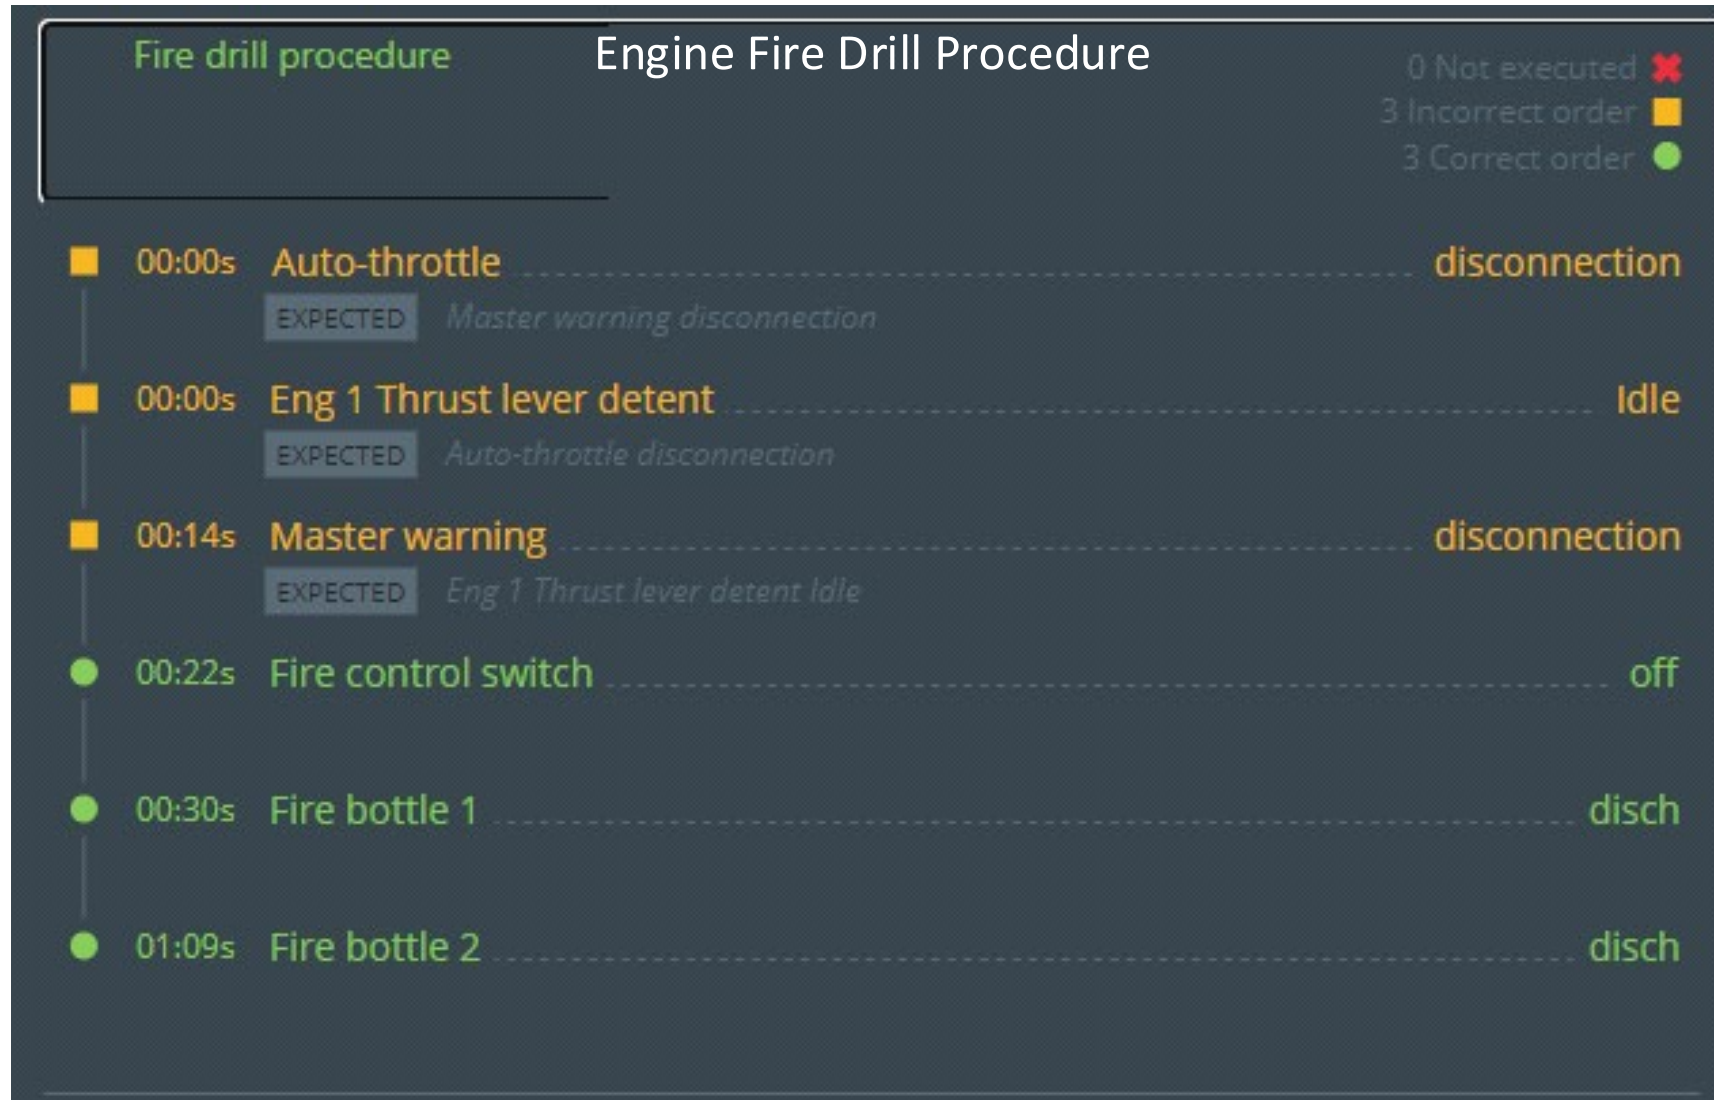 Fire drill procedure
Engine Fire Drill Procedure
0 Not executed
3 Incorrect order
3 Correct order
00:00s Auto-throttle disconnection
EXPECTED Master warning disconnection
00:00s Eng 1 Thrust lever detent Idle
EXPECTED Auto-throttle disconnection
00:14s Master warning disconnection
EXPECTED Eng 1 Thrust lever detent Idle
00:22s Fire control switch off
00:30s Fire bottle 1 disch
01:09s Fire bottle 2 disch